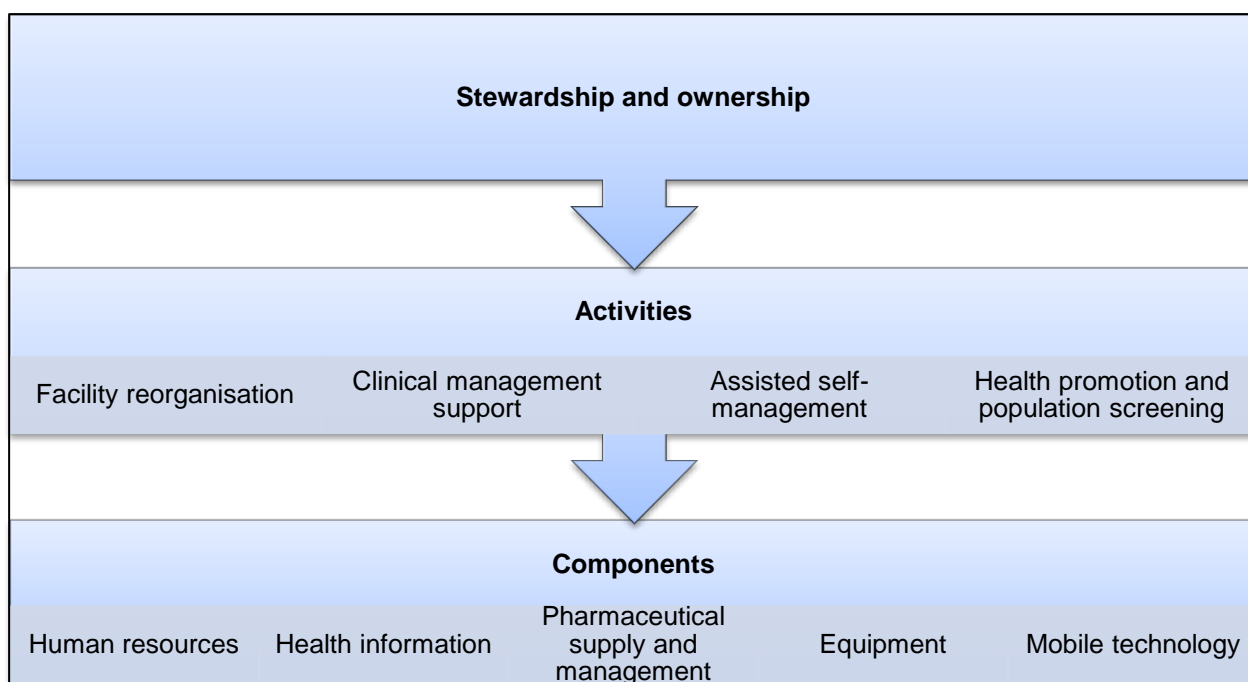 Stewardship and ownership
Activities
Facility reorganisation
Clinical management
support
Assisted self-
management
Health promotion and
population screening
Components
Human resources
Health information
Pharmaceutical
supply and
management
Equipment
Mobile technology